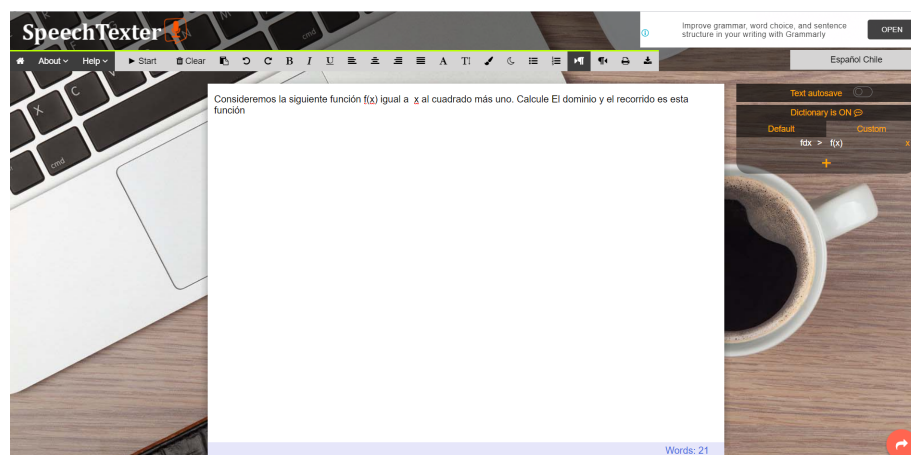 SpeechTexter
cmd
Improve grammar, word choice, and sentence
structure in your writing with Grammarly
OPEN
About Help Start Clear B I U A T Español Chile
Consideremos la siguiente función f(x) igual a x al cuadrado más uno. Calcule El dominio y el recorrido es esta
función
Text autosave
Dictionary is ON
Default Custom
fdx > f(x) x
+
X C
cmd
Words: 21